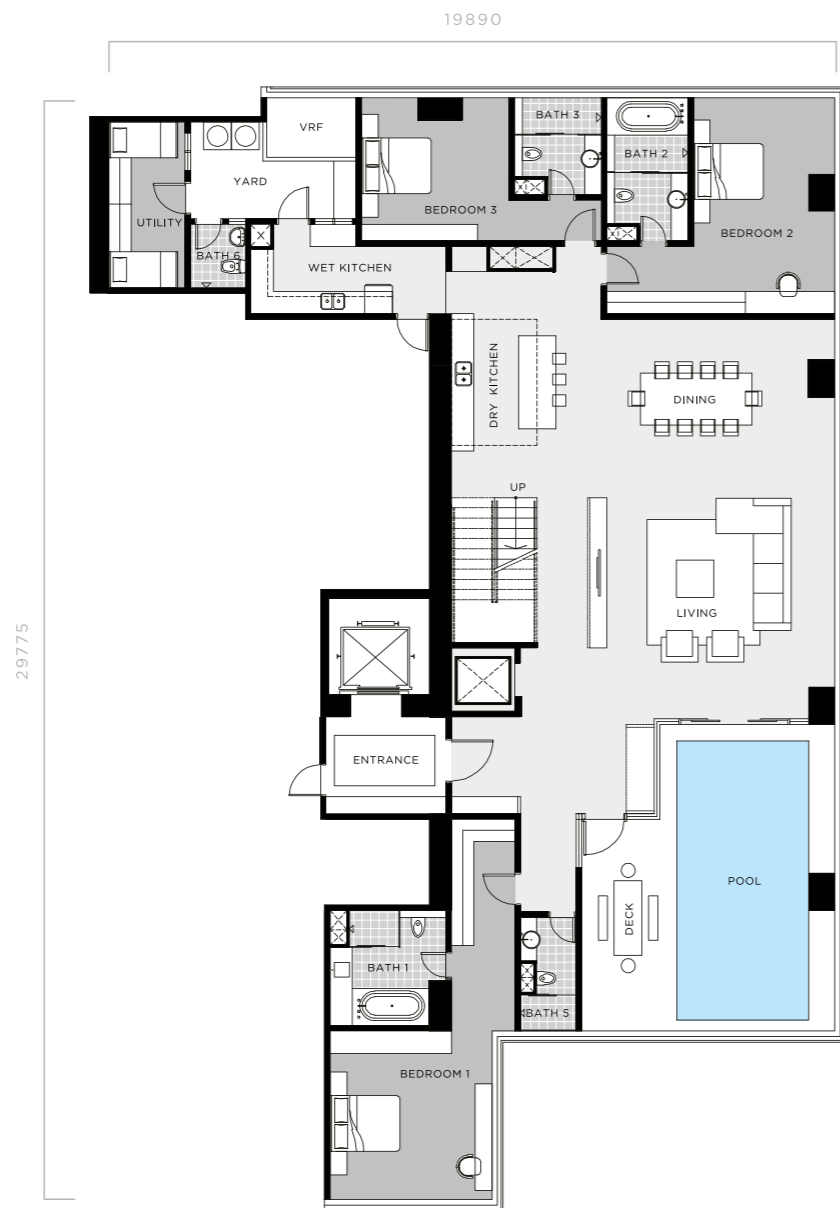 19890
BATH 3
VRF
BATH 2
YARD
BEDROOM 3
UTILITY
BEDROOM 2
BATH 6
WET KITCHEN
DRY KITCHEN
DINING
UP
LIVING
29775
ENTRANCE
POOL
DECK
BATH 1
BATH 5
BEDROOM 1